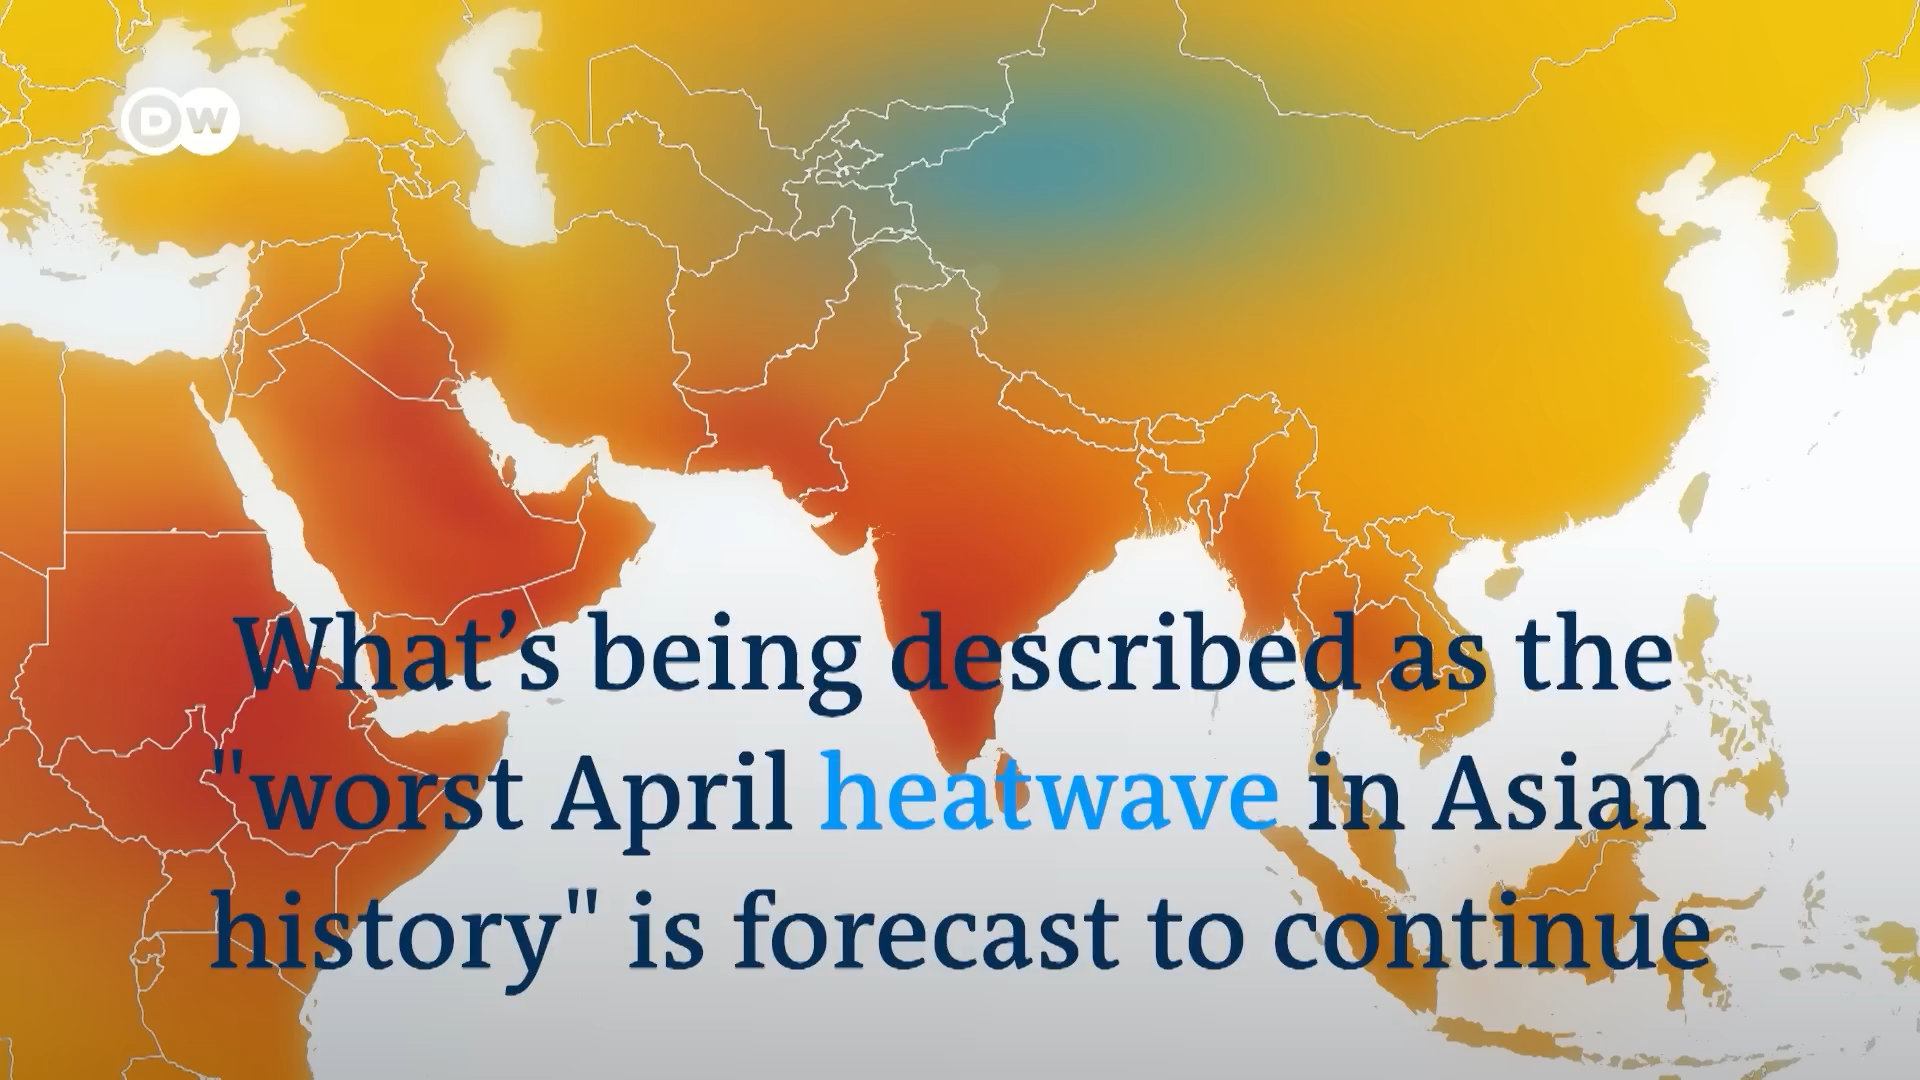 DW
What’s being described as the
"worst April heatwave in Asian
history" is forecast to continue